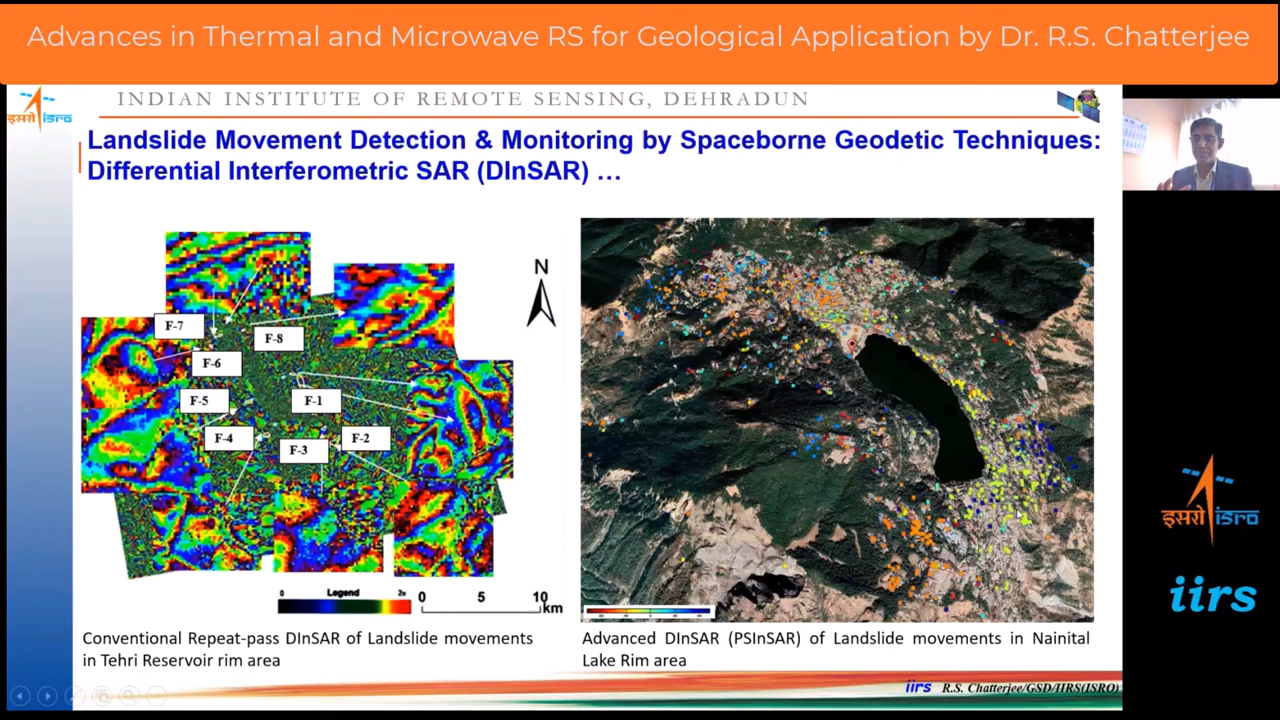 Advances in Thermal and Microwave RS for Geological Application by Dr. R.S. Chatterjee
इसरो isro
INDIAN INSTITUTE OF REMOTE SENSING, DEHRADUN
Landslide Movement Detection & Monitoring by Spaceborne Geodetic Techniques:
Differential Interferometric SAR (DInSAR) …
N
F-7
F-8
F-6
F-5
F-1
F-4
F-3
F-2
0 Legend 2π
0 5 10
km
Conventional Repeat-pass DInSAR of Landslide movements
in Tehri Reservoir rim area
Advanced DInSAR (PSInSAR) of Landslide movements in Nainital
Lake Rim area
इसरो isro
iirs
iirs R.S. Chatterjee/GSD/IIRS(ISRO)